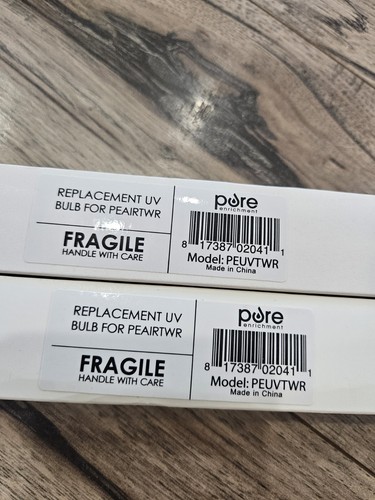 REPLACEMENT UV
BULB FOR PEAIRTWR
FRAGILE
HANDLE WITH CARE
pure
enrichment
8 17387 02041 1
Model: PEUVTWR
Made in China
REPLACEMENT UV
BULB FOR PEAIRTWR
FRAGILE
HANDLE WITH CARE
pure
enrichment
8 17387 02041 1
Model: PEUVTWR
Made in China